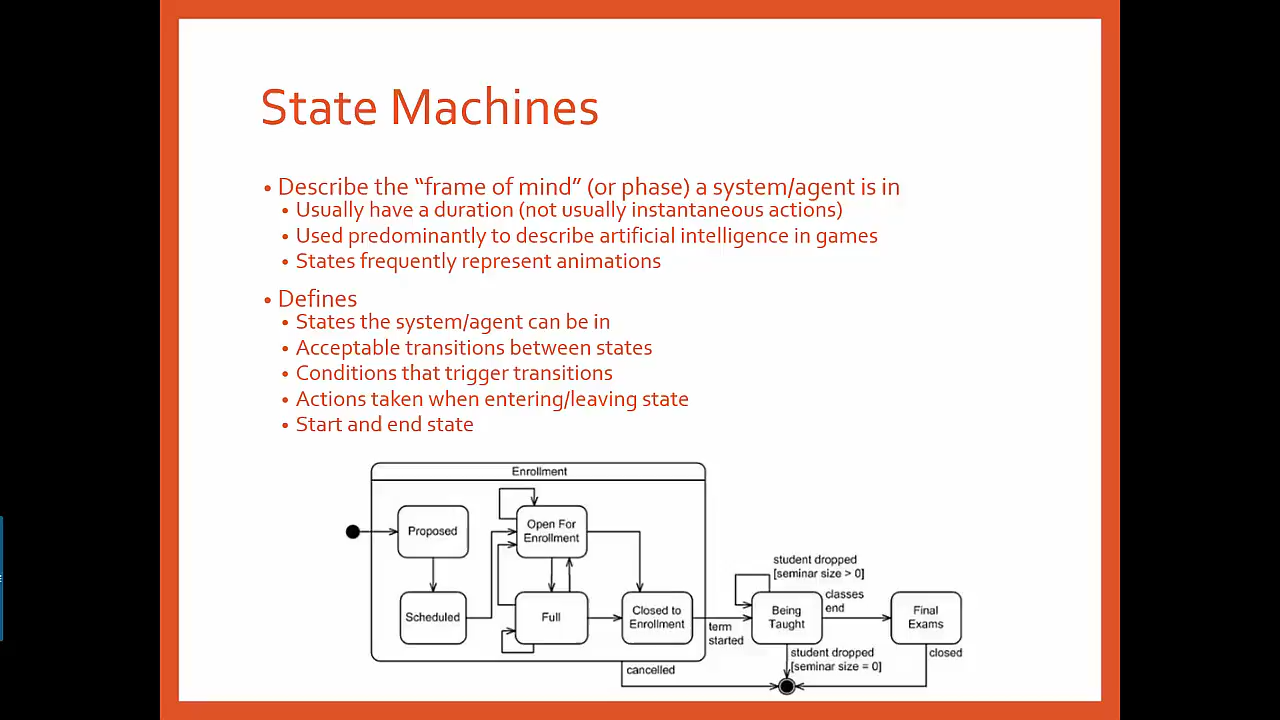 State Machines
• Describe the “frame of mind” (or phase) a system/agent is in
• Usually have a duration (not usually instantaneous actions)
• Used predominantly to describe artificial intelligence in games
• States frequently represent animations
• Defines
• States the system/agent can be in
• Acceptable transitions between states
• Conditions that trigger transitions
• Actions taken when entering/leaving state
• Start and end state
Enrollment
Proposed
Open For
Enrollment
Scheduled
Full
Closed to
Enrollment
term
started
cancelled
student dropped
[seminar size > 0]
Being
Taught
classes
end
Final
Exams
student dropped
[seminar size = 0]
closed